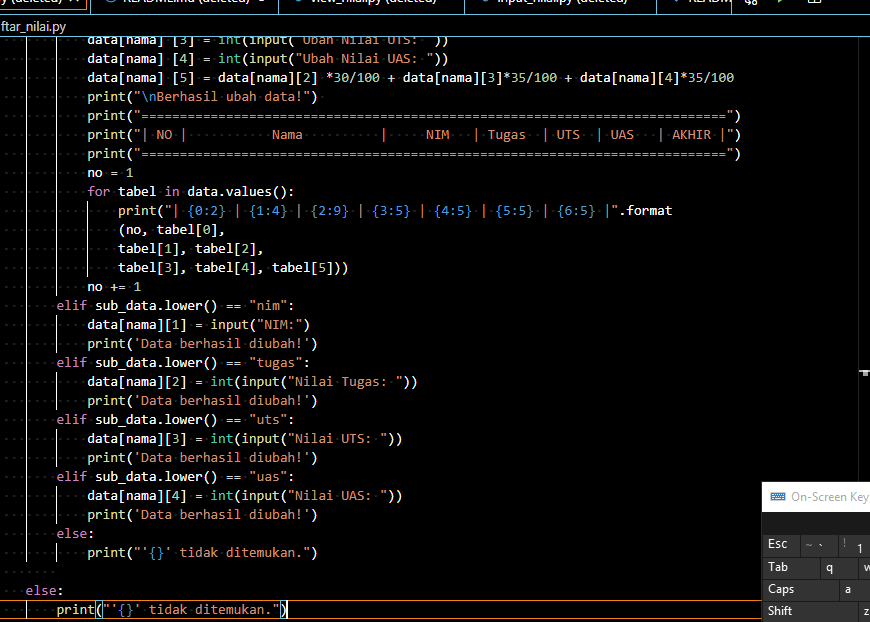 y (deleted)
README.md (deleted)
view_nilai.py (deleted)
input_nilai.py (deleted)
READM
ftar_nilai.py
data[nama] [3] = int(input("Ubah Nilai UTS: "))
data[nama] [4] = int(input("Ubah Nilai UAS: "))
data[nama] [5] = data[nama][2] *30/100 + data[nama][3]*35/100 + data[nama][4]*35/100
print("\nBerhasil ubah data!")
print("==========================================================================")
print("| NO |           Nama          |     NIM   | Tugas  | UTS  | UAS   | AKHIR |")
print("==========================================================================")
no = 1
for tabel in data.values():
print("| {0:2} | {1:4} | {2:9} | {3:5} | {4:5} | {5:5} | {6:5} |".format
(no, tabel[0],
tabel[1], tabel[2],
tabel[3], tabel[4], tabel[5]))
no += 1
elif sub_data.lower() == "nim":
data[nama][1] = input("NIM:")
print('Data berhasil diubah!')
elif sub_data.lower() == "tugas":
data[nama][2] = int(input("Nilai Tugas: "))
print('Data berhasil diubah!')
elif sub_data.lower() == "uts":
data[nama][3] = int(input("Nilai UTS: "))
print('Data berhasil diubah!')
elif sub_data.lower() == "uas":
data[nama][4] = int(input("Nilai UAS: "))
print('Data berhasil diubah!')
else:
print("'{}' tidak ditemukan.")
else:
print("'{}' tidak ditemukan.")
On-Screen Key
Esc ~ ` ! 1
Tab q w
Caps a
Shift z